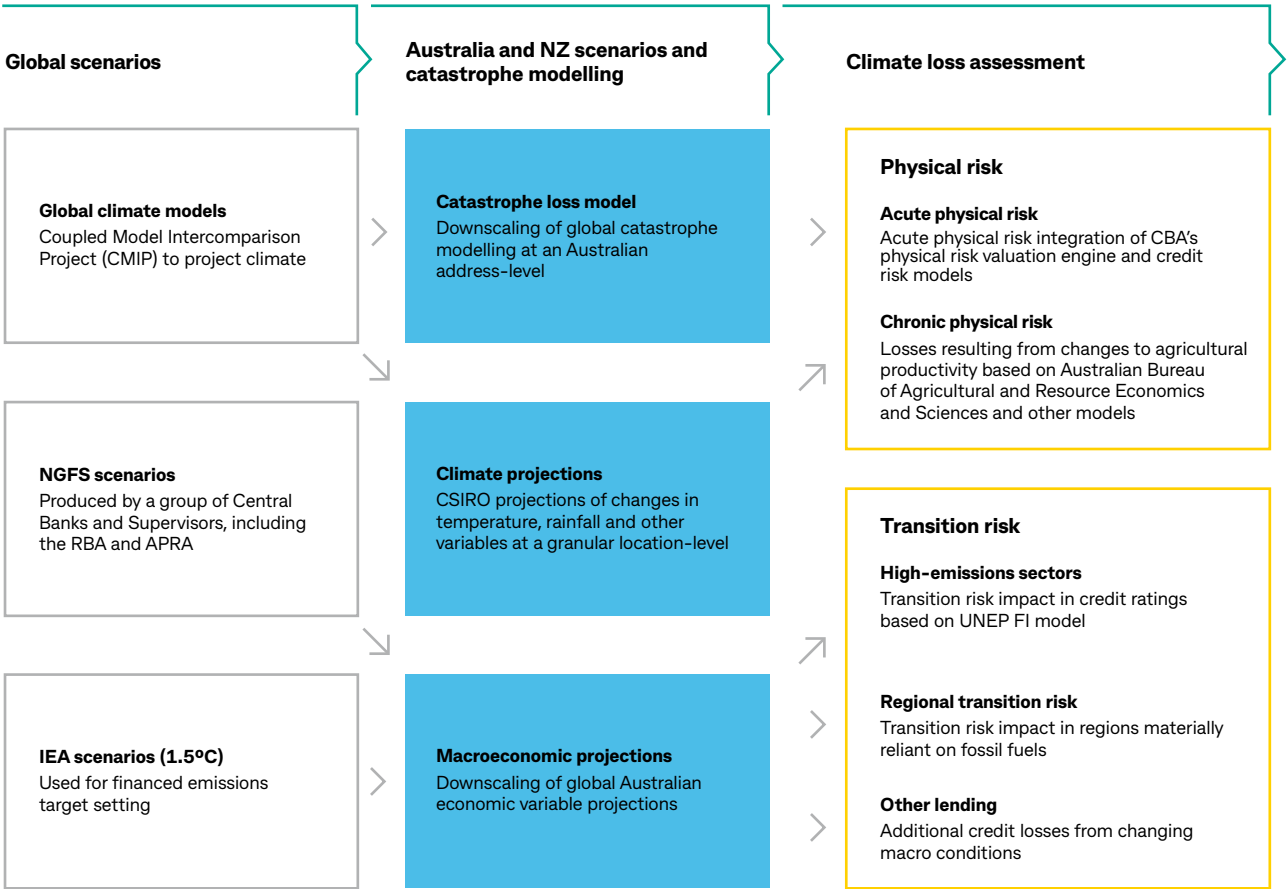 Global scenarios
Australia and NZ scenarios and
catastrophe modelling
Climate loss assessment
Global climate models
Coupled Model Intercomparison
Project (CMIP) to project climate
Catastrophe loss model
Downscaling of global catastrophe
modelling at an Australian
address-level
Physical risk
Acute physical risk
Acute physical risk integration of CBA's
physical risk valuation engine and credit
risk models
Chronic physical risk
Losses resulting from changes to agricultural
productivity based on Australian Bureau
of Agricultural and Resource Economics
and Sciences and other models
NGFS scenarios
Produced by a group of Central
Banks and Supervisors, including
the RBA and APRA
Climate projections
CSIRO projections of changes in
temperature, rainfall and other
variables at a granular location-level
Transition risk
High-emissions sectors
Transition risk impact in credit ratings
based on UNEP FI model
Regional transition risk
Transition risk impact in regions materially
reliant on fossil fuels
Other lending
Additional credit losses from changing
macro conditions
IEA scenarios (1.5ºC)
Used for financed emissions
target setting
Macroeconomic projections
Downscaling of global Australian
economic variable projections